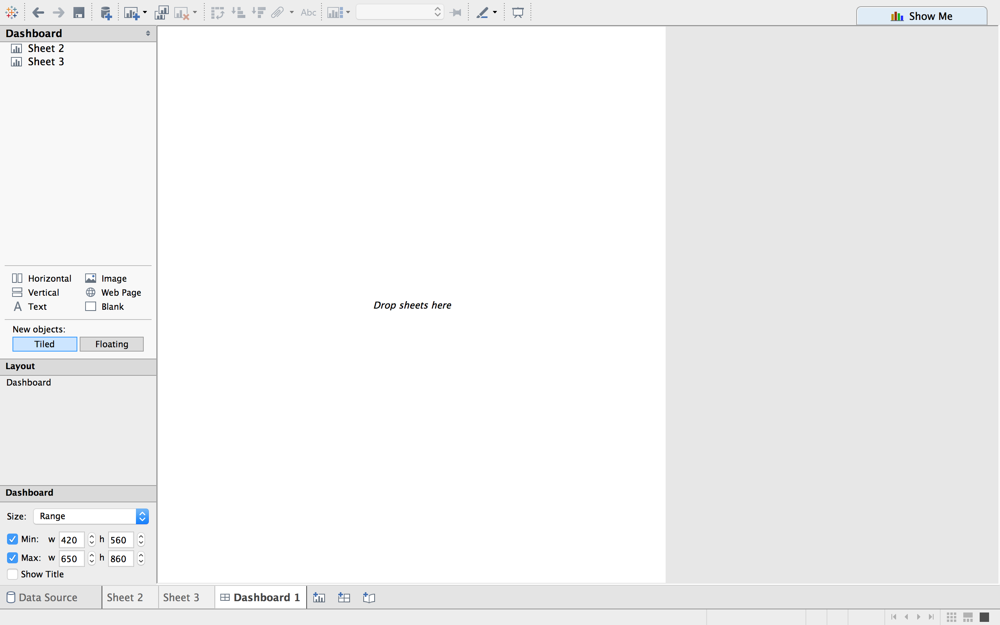 Abc
Show Me
Dashboard
Sheet 2
Sheet 3
Horizontal Image
Vertical Web Page
Text Blank
New objects:
Tiled Floating
Layout
Dashboard
Drop sheets here
Dashboard
Size: Range
Min: w 420 h 560
Max: w 650 h 860
Show Title
Data Source Sheet 2 Sheet 3 Dashboard 1